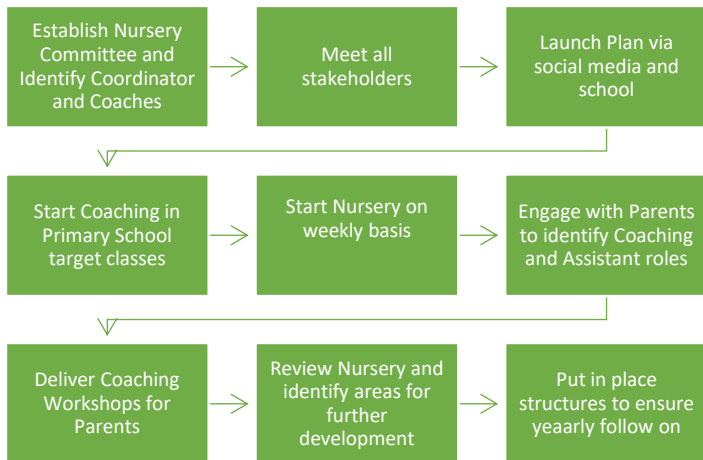 Establish Nursery
Committee and
Identify Coordinator
and Coaches
Meet all
stakeholders
Launch Plan via
social media and
school
Start Coaching in
Primary School
target classes
Start Nursery on
weekly basis
Engage with Parents
to identify Coaching
and Assistant roles
Deliver Coaching
Workshops for
Parents
Review Nursery and
identify areas for
further
development
Put in place
structures to ensure
yeaarly follow on